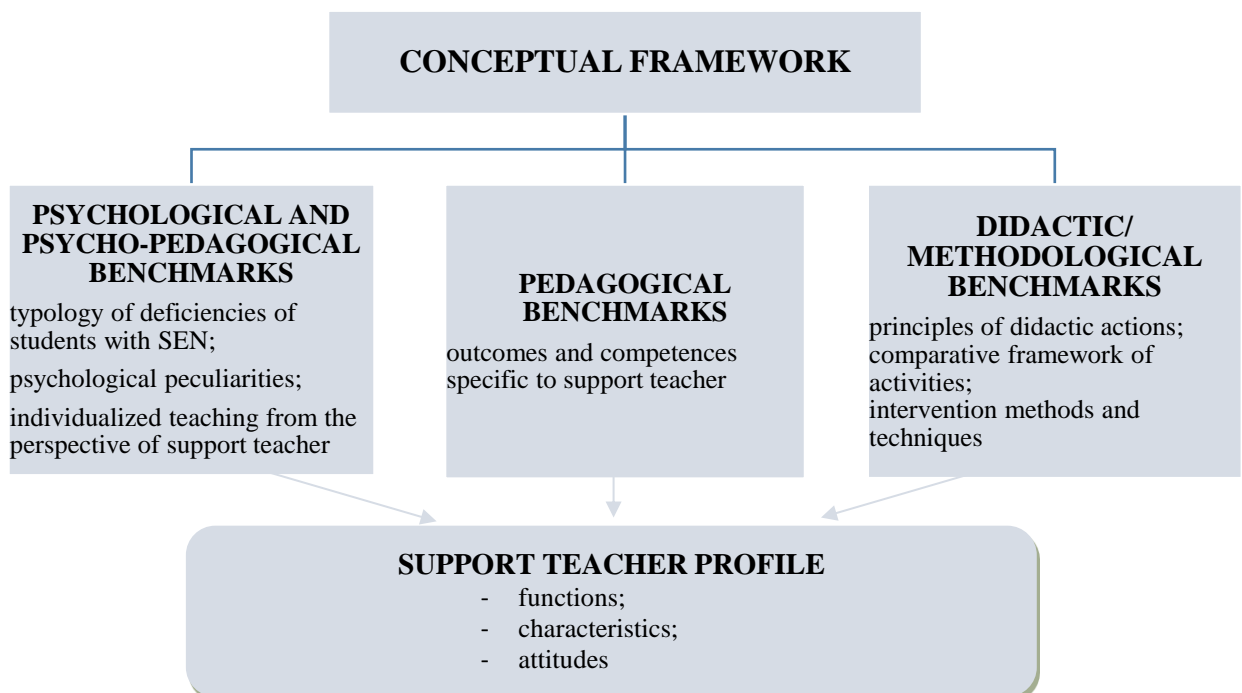 CONCEPTUAL FRAMEWORK
PSYCHOLOGICAL AND
PSYCHO-PEDAGOGICAL
BENCHMARKS
typology of deficiencies of
students with SEN;
psychological peculiarities;
individualized teaching from the
perspective of support teacher
PEDAGOGICAL
BENCHMARKS
outcomes and competences
specific to support teacher
DIDACTIC/
METHODOLOGICAL
BENCHMARKS
principles of didactic actions;
comparative framework of
activities;
intervention methods and
techniques
SUPPORT TEACHER PROFILE
- functions;
- characteristics;
- attitudes